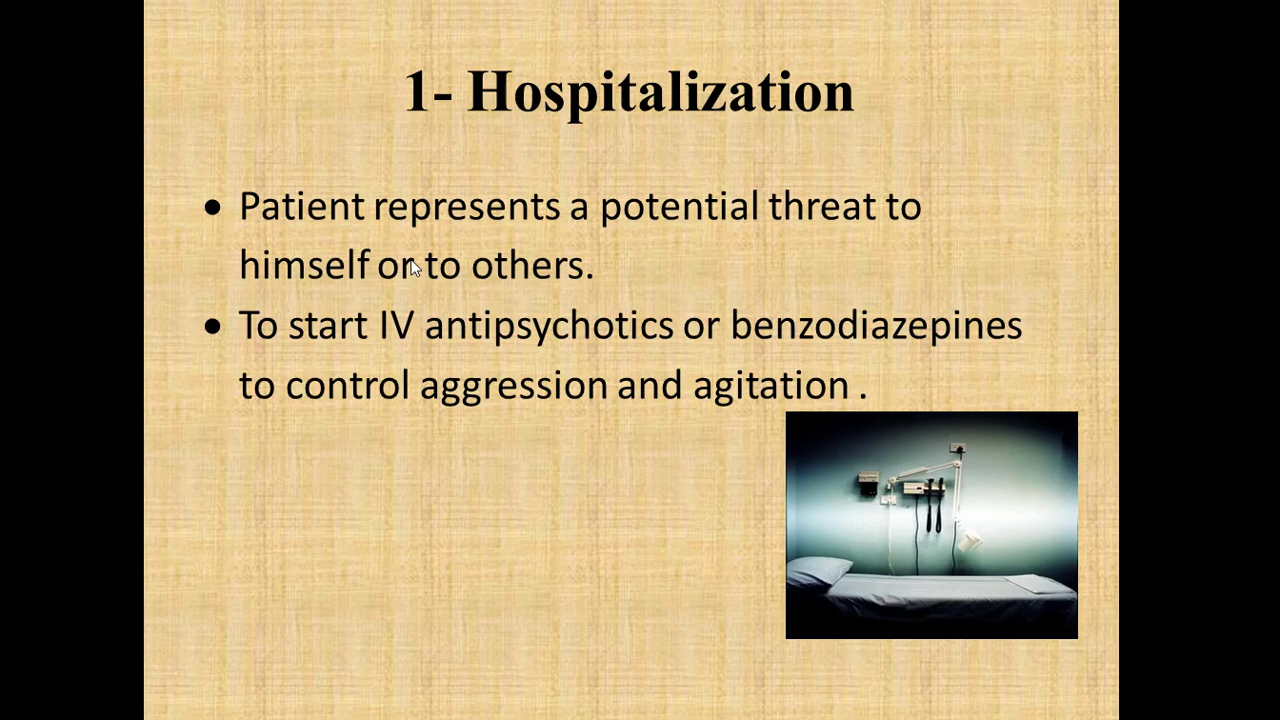 1- Hospitalization
• Patient represents a potential threat to
himself or to others.
• To start IV antipsychotics or benzodiazepines
to control aggression and agitation .